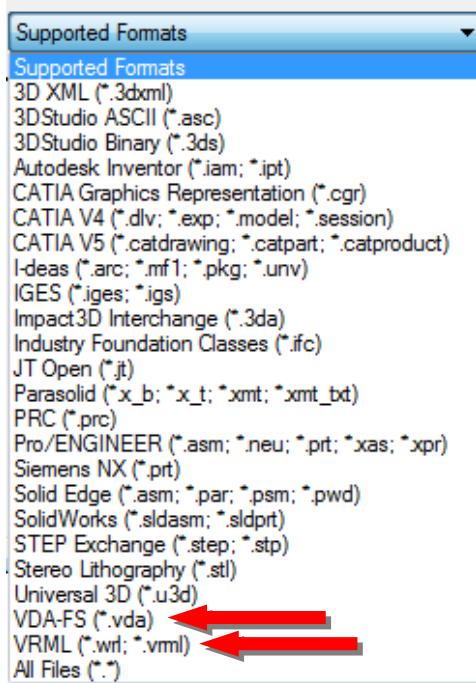 Supported Formats
Supported Formats
3D XML (*.3dxml)
3DStudio ASCII (*.asc)
3DStudio Binary (*.3ds)
Autodesk Inventor (*.iam; *.ipt)
CATIA Graphics Representation (*.cgr)
CATIA V4 (*.dlv; *.exp; *.model; *.session)
CATIA V5 (*.catdrawing; *.catpart; *.catproduct)
I-deas (*.arc; *.mf1; *.pkg; *.unv)
IGES (*.iges; *.igs)
Impact3D Interchange (*.3da)
Industry Foundation Classes (*.ifc)
JT Open (*.jt)
Parasolid (*.x_b; *.x_t; *.xmt; *.xmt_txt)
PRC (*.prc)
Pro/ENGINEER (*.asm; *.neu; *.prt; *.xas; *.xpr)
Siemens NX (*.prt)
Solid Edge (*.asm; *.par; *.psm; *.pwd)
SolidWorks (*.sldasm; *.sldprt)
STEP Exchange (*.step; *.stp)
Stereo Lithography (*.stl)
Universal 3D (*.u3d)
VDA-FS (*.vda)
VRML (*.wrl; *.vrml)
All Files (*.*)